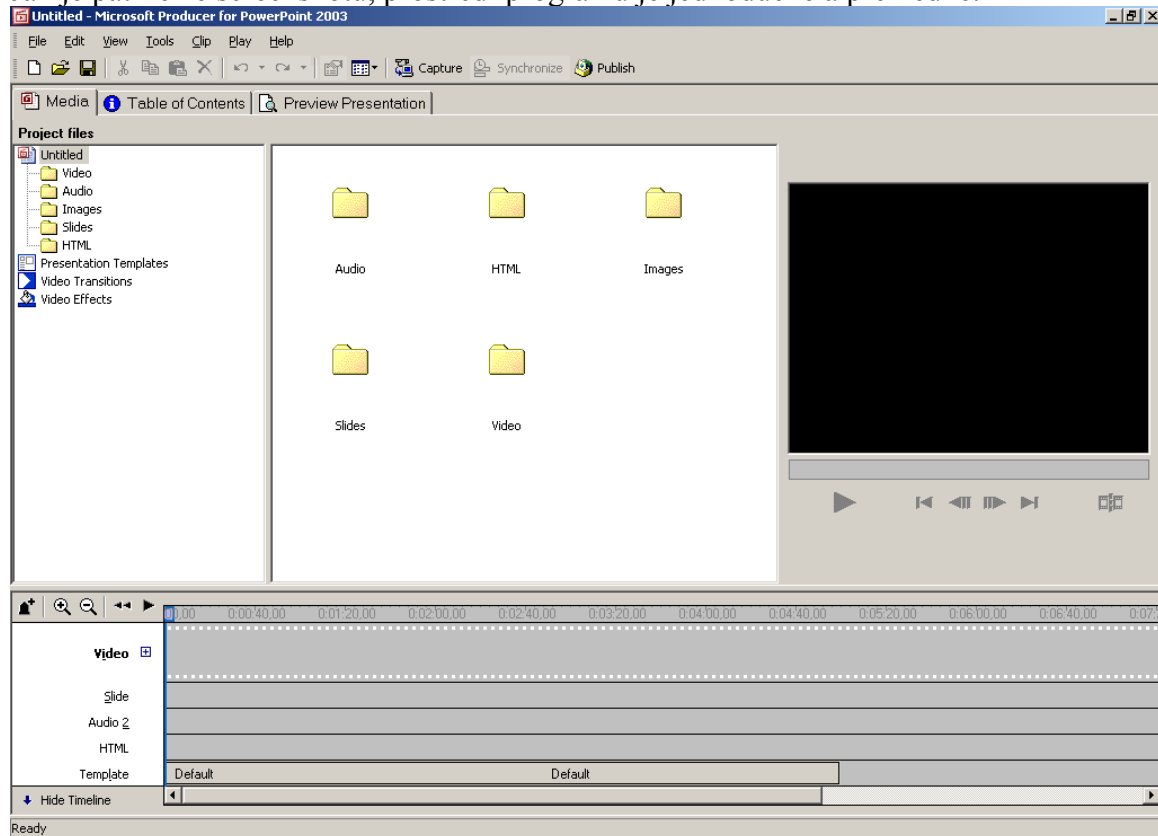 Untitled - Microsoft Producer for PowerPoint 2003
File Edit View Tools Clip Play Help
Capture Synchronize Publish
Media Table of Contents Preview Presentation
Project files
Untitled
Video
Audio
Images
Slides
HTML
Presentation Templates
Video Transitions
Video Effects
Audio HTML Images
Slides Video
0:00:40,00 0:01:20,00 0:02:00,00 0:02:40,00 0:03:20,00 0:04:00,00 0:04:40,00 0:05:20,00 0:06:00,00 0:06:40,00
Video
Slide
Audio 2
HTML
Template Default Default
Hide Timeline
Ready